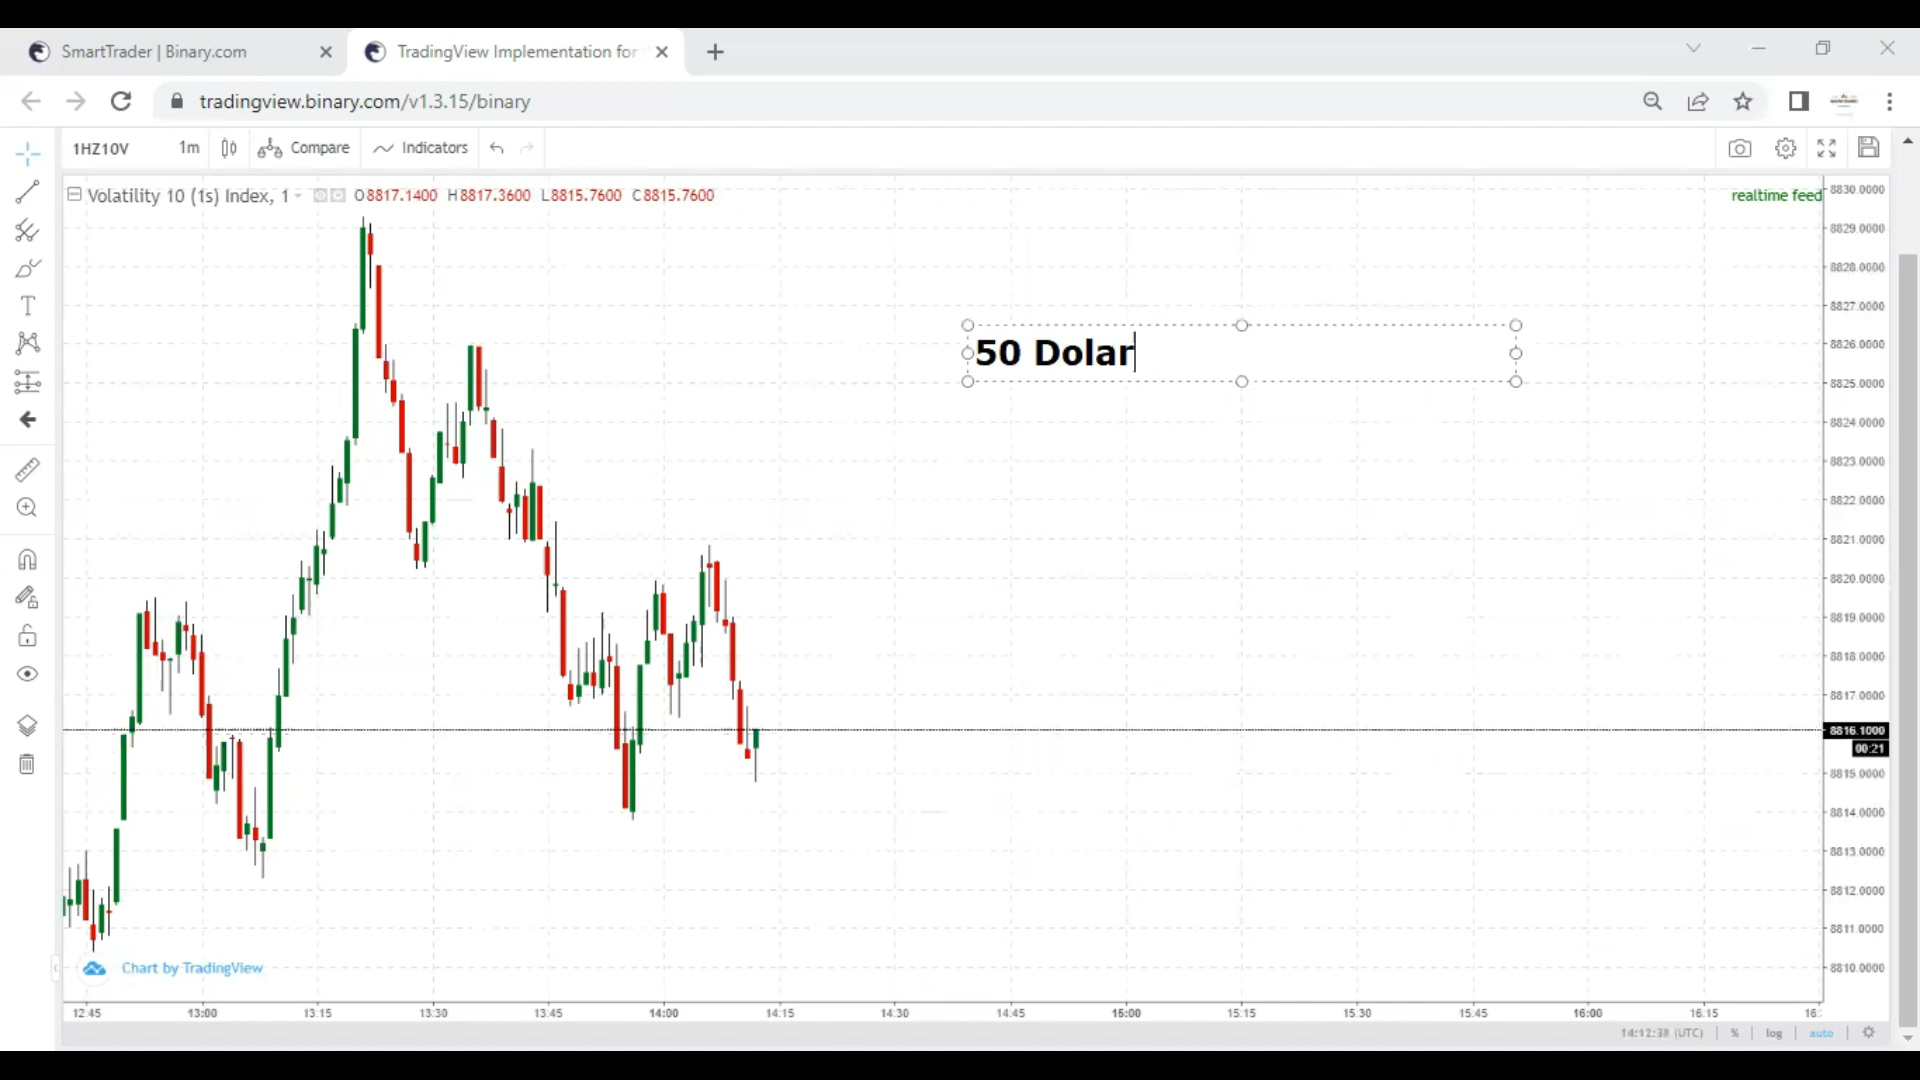 SmartTrader | Binary.com
TradingView Implementation for
tradingview.binary.com/v1.3.15/binary
1HZ10V 1m Compare Indicators
Volatility 10 (1s) Index, 1 O8817.1400 H8817.3600 L8815.7600 C8815.7600
realtime feed
50 Dolar
8830.0000
8829.0000
8828.0000
8827.0000
8826.0000
8825.0000
8824.0000
8823.0000
8822.0000
8821.0000
8820.0000
8819.0000
8818.0000
8817.0000
8816.1000
00:21
8815.0000
8814.0000
8813.0000
8812.0000
8811.0000
8810.0000
Chart by TradingView
12:45 13:00 13:15 13:30 13:45 14:00 14:15 14:30 14:45 15:00 15:15 15:30 15:45 16:00 16:15 16:
14:12:38 (UTC) % log auto